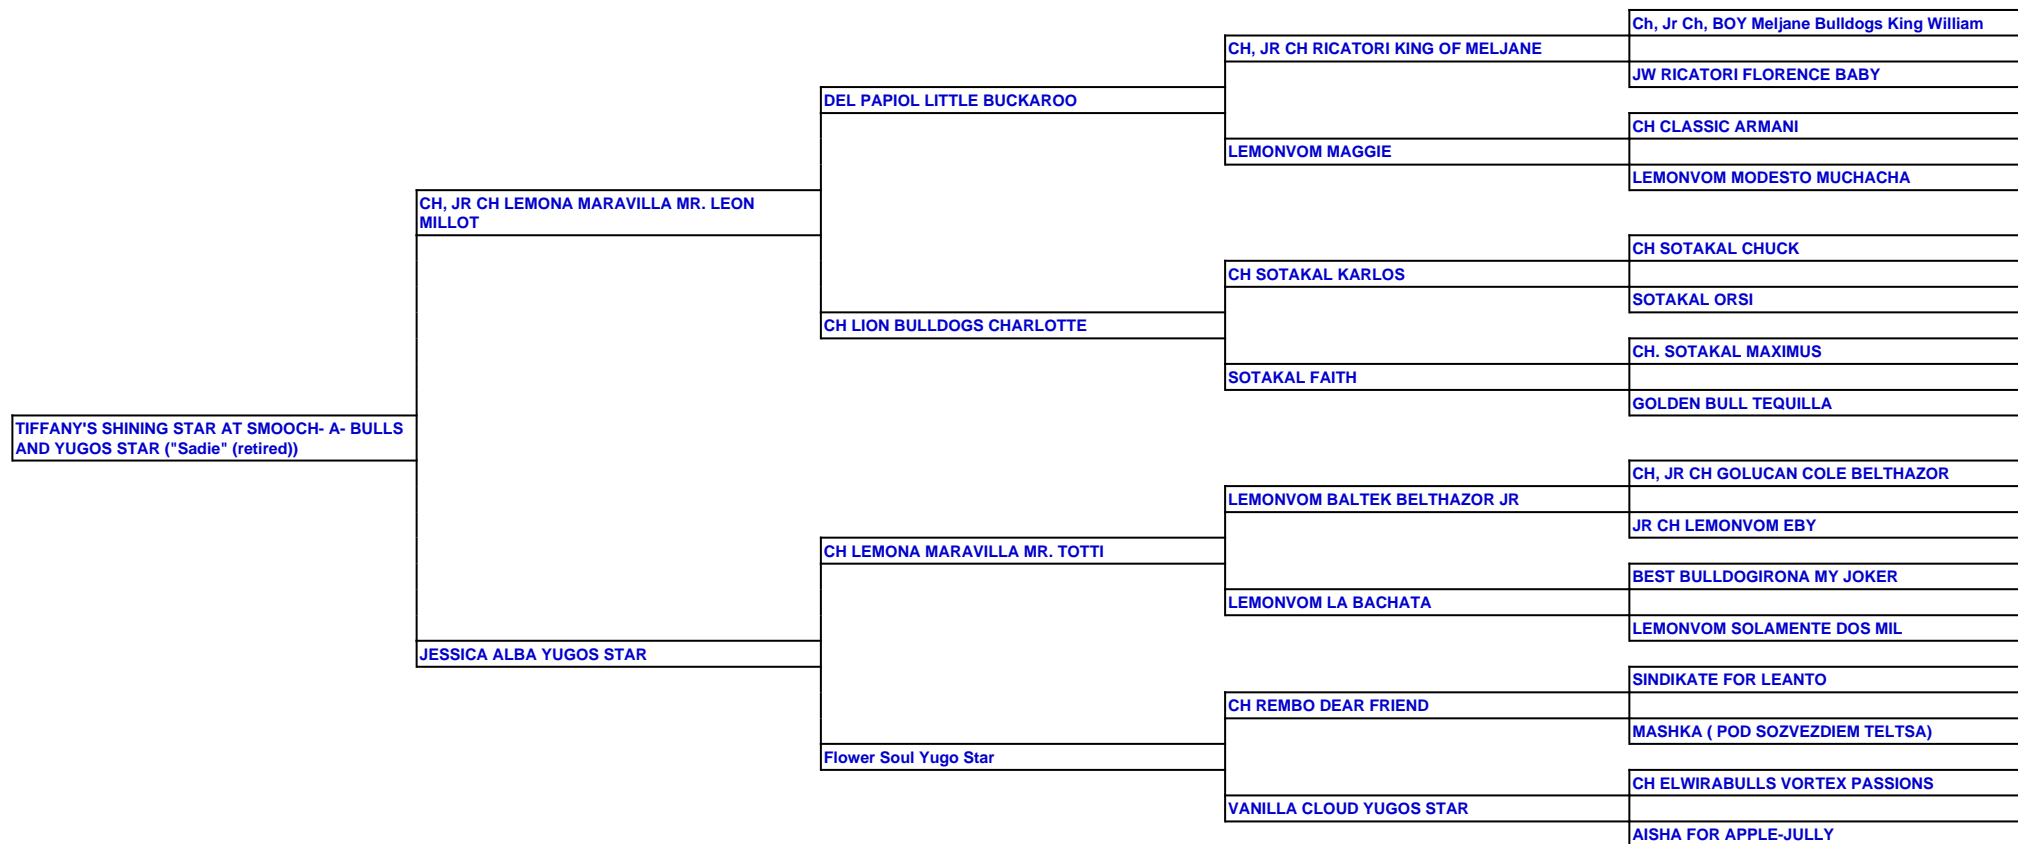 Ch, Jr Ch, BOY Meljane Bulldogs King William
CH, JR CH RICATORI KING OF MELJANE
JW RICATORI FLORENCE BABY
DEL PAPIOL LITTLE BUCKAROO
CH CLASSIC ARMANI
LEMONVOM MAGGIE
LEMONVOM MODESTO MUCHACHA
CH, JR CH LEMONA MARAVILLA MR. LEON
MILLOT
CH SOTAKAL CHUCK
CH SOTAKAL KARLOS
SOTAKAL ORSI
CH LION BULLDOGS CHARLOTTE
CH. SOTAKAL MAXIMUS
SOTAKAL FAITH
GOLDEN BULL TEQUILLA
TIFFANY'S SHINING STAR AT SMOOCH- A- BULLS
AND YUGOS STAR ("Sadie" (retired))
CH, JR CH GOLUCAN COLE BELTHAZOR
LEMONVOM BALTEK BELTHAZOR JR
JR CH LEMONVOM EBY
CH LEMONA MARAVILLA MR. TOTTI
BEST BULLDOGIRONA MY JOKER
LEMONVOM LA BACHATA
LEMONVOM SOLAMENTE DOS MIL
JESSICA ALBA YUGOS STAR
SINDIKATE FOR LEANTO
CH REMBO DEAR FRIEND
MASHKA ( POD SOZVEZDIEM TELTSA)
Flower Soul Yugo Star
CH ELWIRABULLS VORTEX PASSIONS
VANILLA CLOUD YUGOS STAR
AISHA FOR APPLE-JULLY